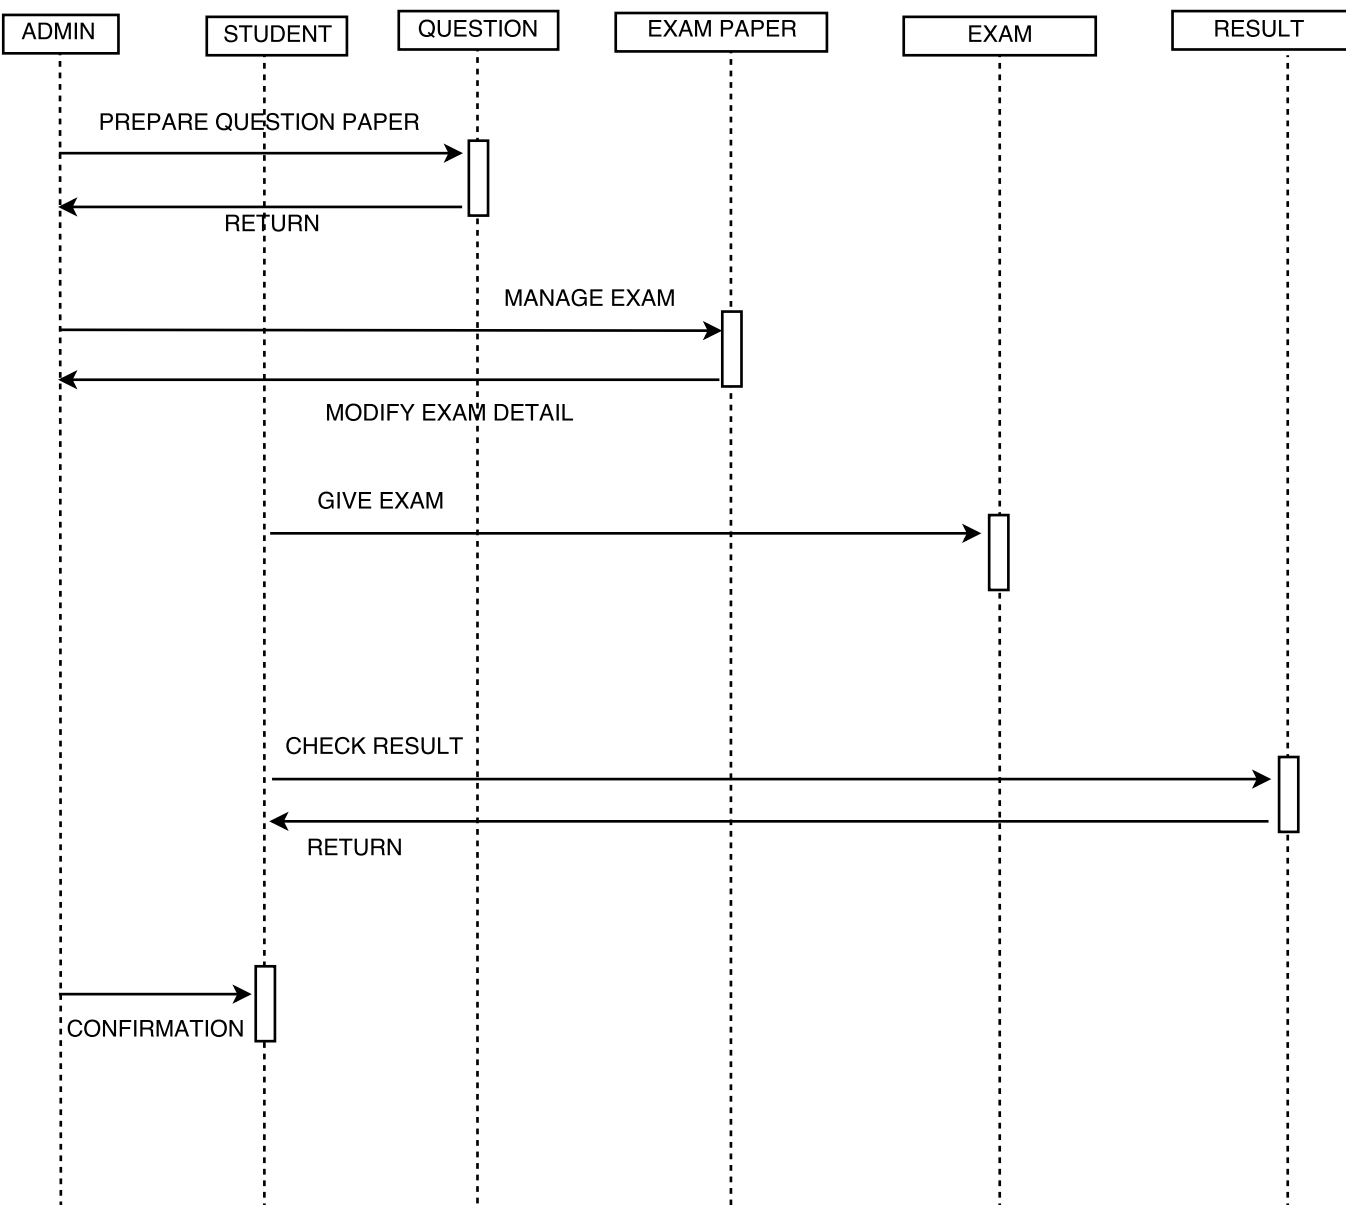 ADMIN
STUDENT
QUESTION
EXAM PAPER
EXAM
RESULT
PREPARE QUESTION PAPER
RETURN
MANAGE EXAM
MODIFY EXAM DETAIL
GIVE EXAM
CHECK RESULT
RETURN
CONFIRMATION